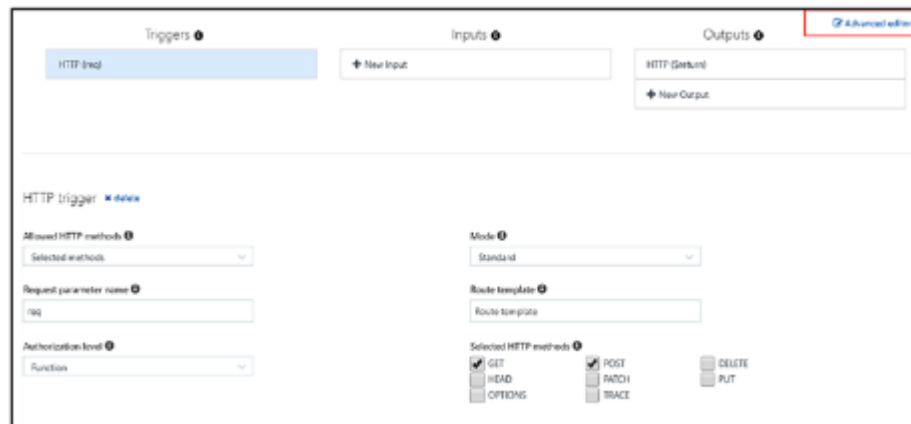 Advanced editor
Triggers Inputs Outputs
HTTP (req) + New Input HTTP ($return)
+ New Output
HTTP trigger × delete
Allowed HTTP methods Mode
Selected methods Standard
Request parameter name Route template
req Route template
Authorization level Selected HTTP methods
Function GET POST DELETE
HEAD PATCH PUT
OPTIONS TRACE